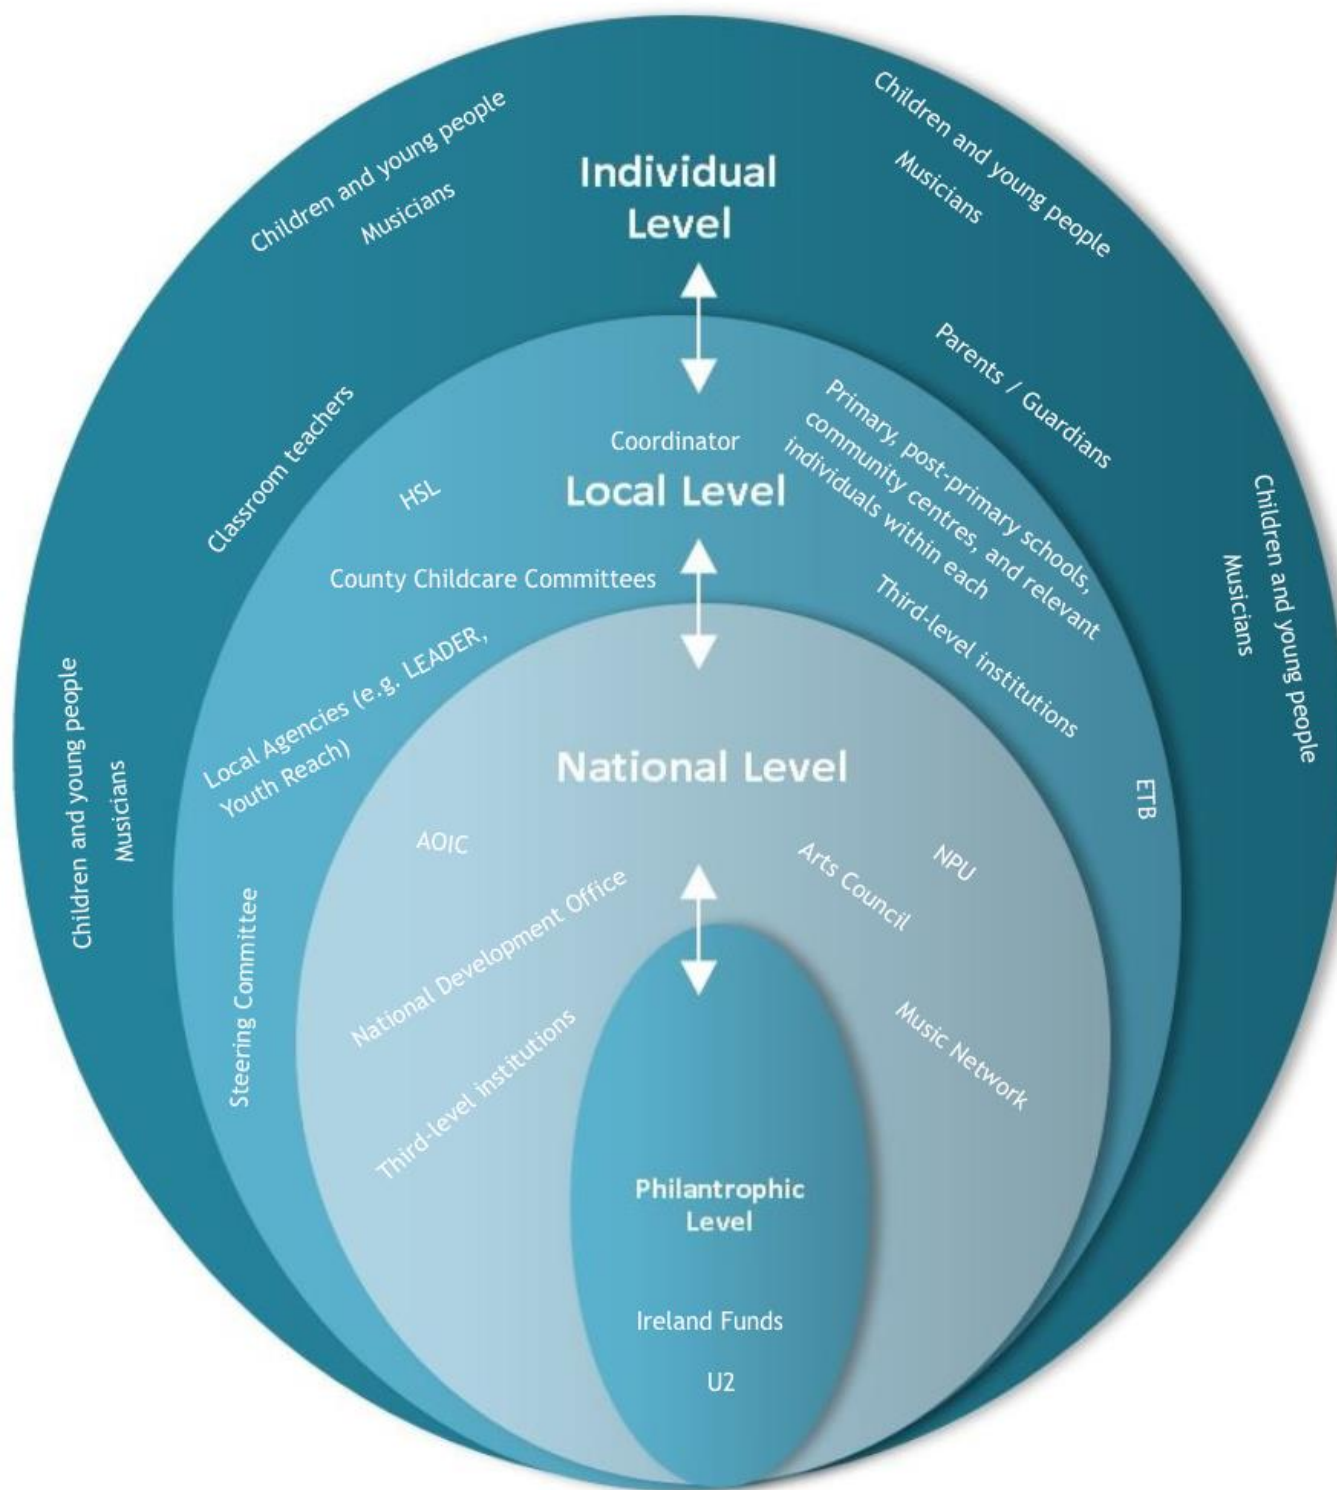 Children and young people
Musicians
Individual
Level
Children and young people
Musicians
Classroom teachers
Parents / Guardians
Children and young people
Musicians
Children and young people
Musicians
Coordinator
Local Level
HSL
County Childcare Committees
Local Agencies (e.g. LEADER,
Youth Reach)
Steering Committee
Primary, post-primary schools,
community centres, and relevant
individuals within each
Third-level institutions
ETB
National Level
AOIC
National Development Office
Third-level institutions
Arts Council
NPU
Music Network
Philantrophic
Level
Ireland Funds
U2